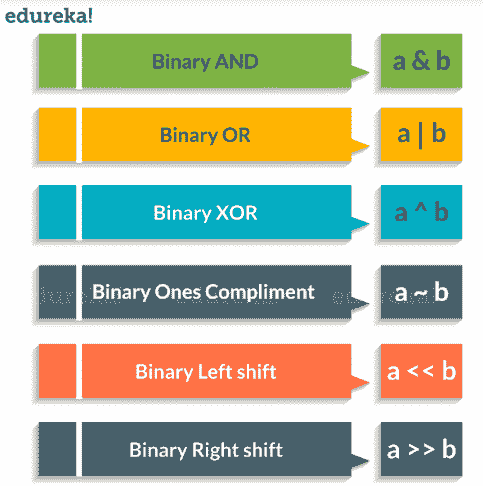 edureka!
Binary AND a & b
Binary OR a | b
Binary XOR a ^ b
Binary Ones Compliment a ~ b
Binary Left shift a << b
Binary Right shift a >> b